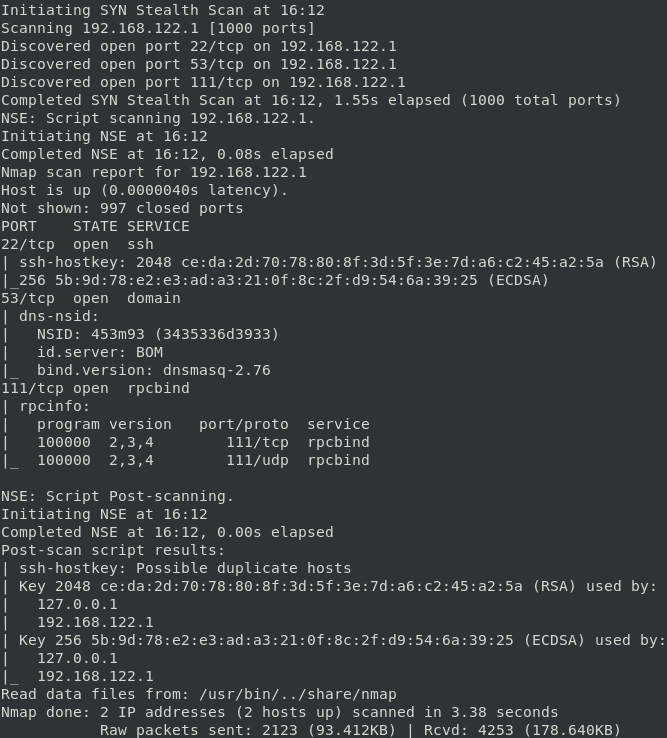 Initiating SYN Stealth Scan at 16:12
Scanning 192.168.122.1 [1000 ports]
Discovered open port 22/tcp on 192.168.122.1
Discovered open port 53/tcp on 192.168.122.1
Discovered open port 111/tcp on 192.168.122.1
Completed SYN Stealth Scan at 16:12, 1.55s elapsed (1000 total ports)
NSE: Script scanning 192.168.122.1.
Initiating NSE at 16:12
Completed NSE at 16:12, 0.08s elapsed
Nmap scan report for 192.168.122.1
Host is up (0.0000040s latency).
Not shown: 997 closed ports
PORT    STATE SERVICE
22/tcp  open  ssh
| ssh-hostkey: 2048 ce:da:2d:70:78:80:8f:3d:5f:3e:7d:a6:c2:45:a2:5a (RSA)
|_256 5b:9d:78:e2:e3:ad:a3:21:0f:8c:2f:d9:54:6a:39:25 (ECDSA)
53/tcp  open  domain
| dns-nsid:
|   NSID: 453m93 (3435336d3933)
|   id.server: BOM
|_  bind.version: dnsmasq-2.76
111/tcp open  rpcbind
| rpcinfo:
|   program version   port/proto  service
|   100000  2,3,4        111/tcp  rpcbind
|_  100000  2,3,4        111/udp  rpcbind
NSE: Script Post-scanning.
Initiating NSE at 16:12
Completed NSE at 16:12, 0.00s elapsed
Post-scan script results:
| ssh-hostkey: Possible duplicate hosts
| Key 2048 ce:da:2d:70:78:80:8f:3d:5f:3e:7d:a6:c2:45:a2:5a (RSA) used by:
|   127.0.0.1
|   192.168.122.1
| Key 256 5b:9d:78:e2:e3:ad:a3:21:0f:8c:2f:d9:54:6a:39:25 (ECDSA) used by:
|   127.0.0.1
|_  192.168.122.1
Read data files from: /usr/bin/../share/nmap
Nmap done: 2 IP addresses (2 hosts up) scanned in 3.38 seconds
           Raw packets sent: 2123 (93.412KB) | Rcvd: 4253 (178.640KB)